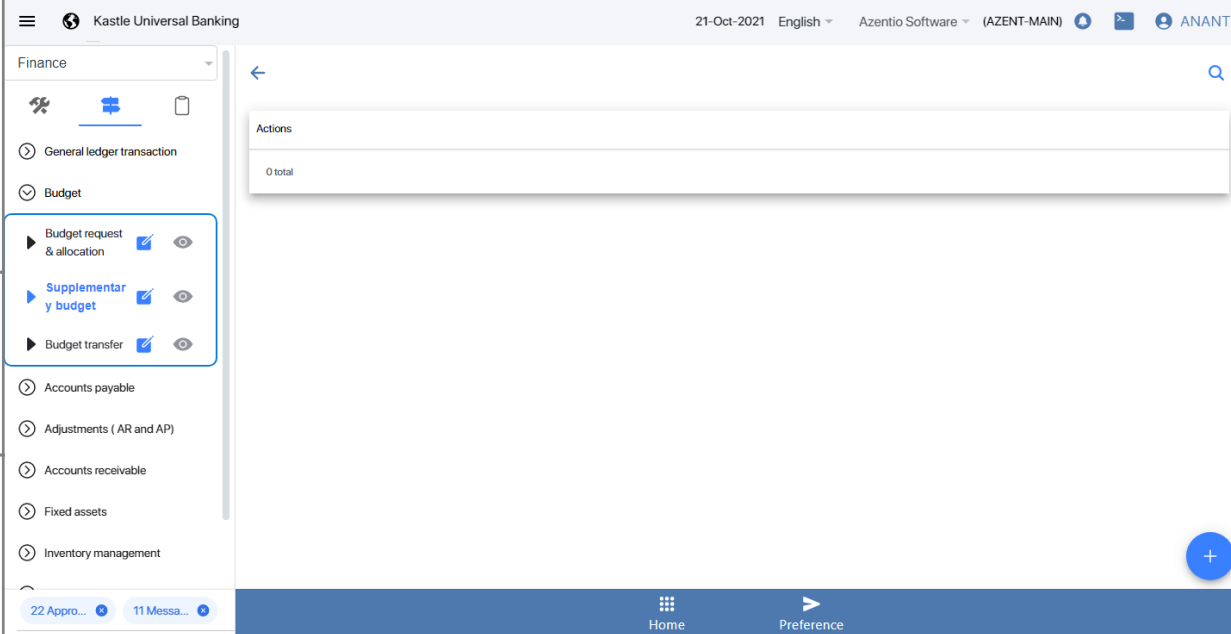 Kastle Universal Banking
21-Oct-2021 English Azentio Software (AZENT-MAIN) ANANT
Finance
Actions
0 total
General ledger transaction
Budget
Budget request
& allocation
Supplementar
y budget
Budget transfer
Accounts payable
Adjustments ( AR and AP)
Accounts receivable
Fixed assets
Inventory management
22 Appro...
11 Messa...
Home
Preference